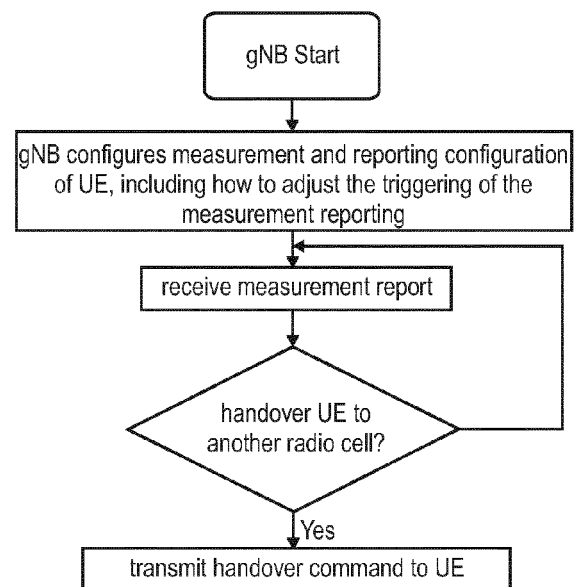 gNB Start
gNB configures measurement and reporting configuration
of UE, including how to adjust the triggering of the
measurement reporting
receive measurement report
handover UE to
another radio cell?
Yes
transmit handover command to UE